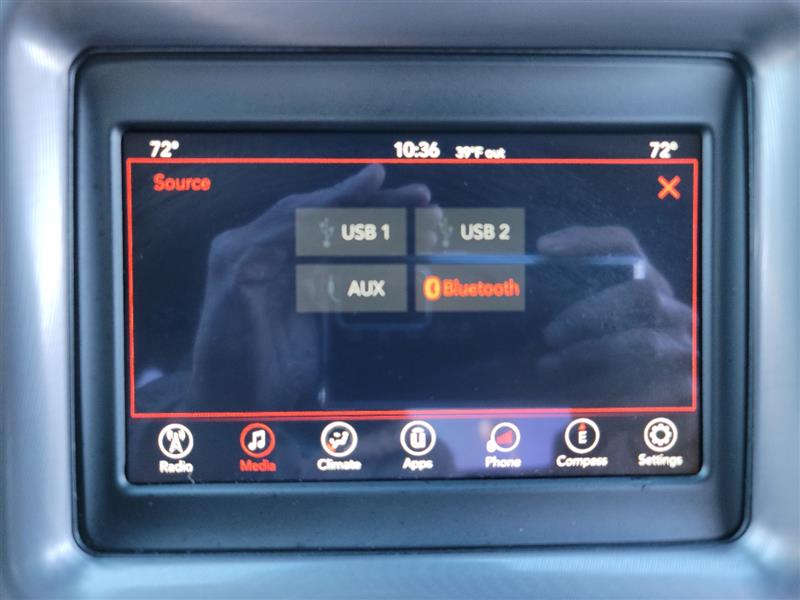 72° 10:36 39°F out 72°
Source
USB 1 USB 2
AUX Bluetooth
E
Radio Media Climate Apps Phone Compass Settings